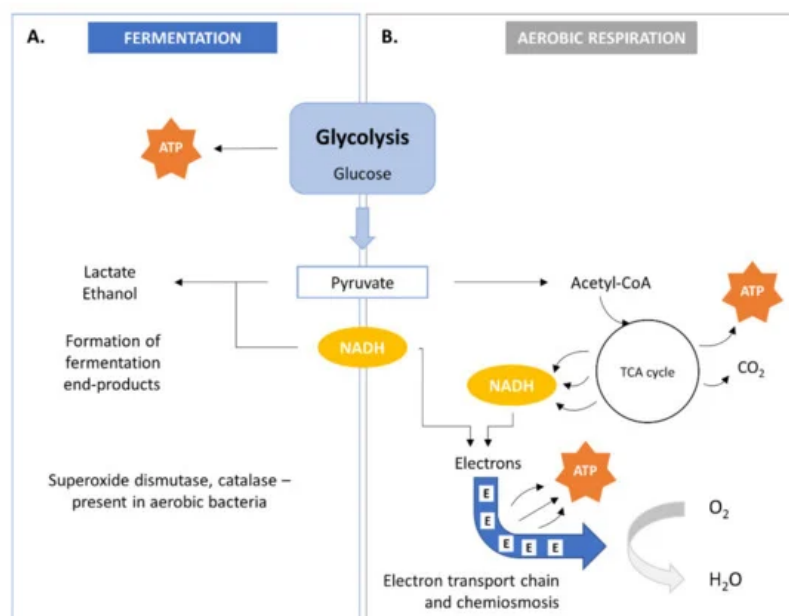 A.
FERMENTATION
B.
AEROBIC RESPIRATION
ATP
Glycolysis
Glucose
Lactate
Ethanol
Pyruvate
Acetyl-CoA
ATP
Formation of
fermentation
end-products
NADH
NADH
TCA cycle
CO₂
Electrons
ATP
Superoxide dismutase, catalase –
present in aerobic bacteria
E
E
E
E
E
O₂
Electron transport chain
and chemiosmosis
H₂O